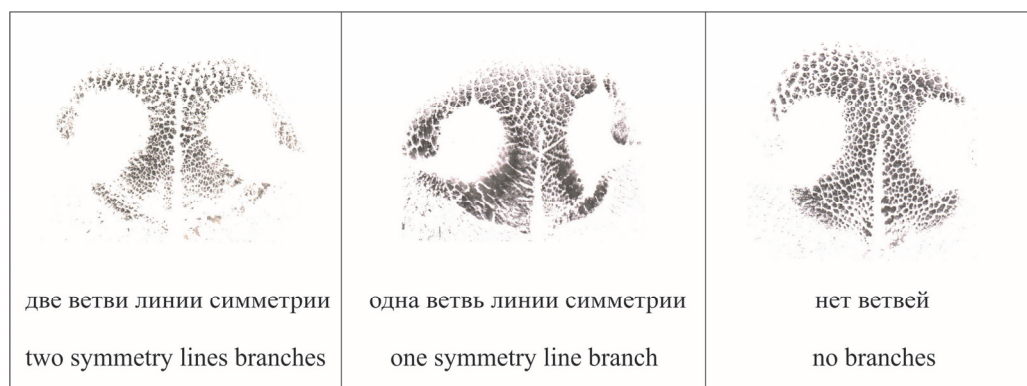 две ветви линии симметрии
two symmetry lines branches
одна ветвь линии симметрии
one symmetry line branch
нет ветвей
no branches